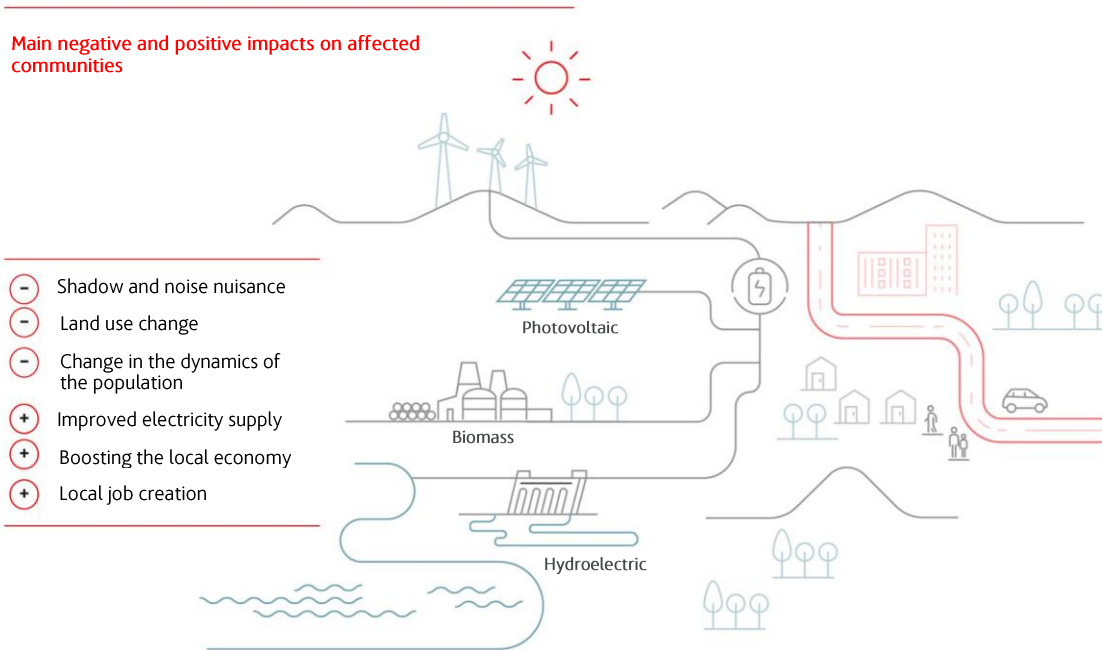 Main negative and positive impacts on affected
communities
- Shadow and noise nuisance
- Land use change
- Change in the dynamics of
the population
+ Improved electricity supply
+ Boosting the local economy
+ Local job creation
Photovoltaic
Biomass
Hydroelectric